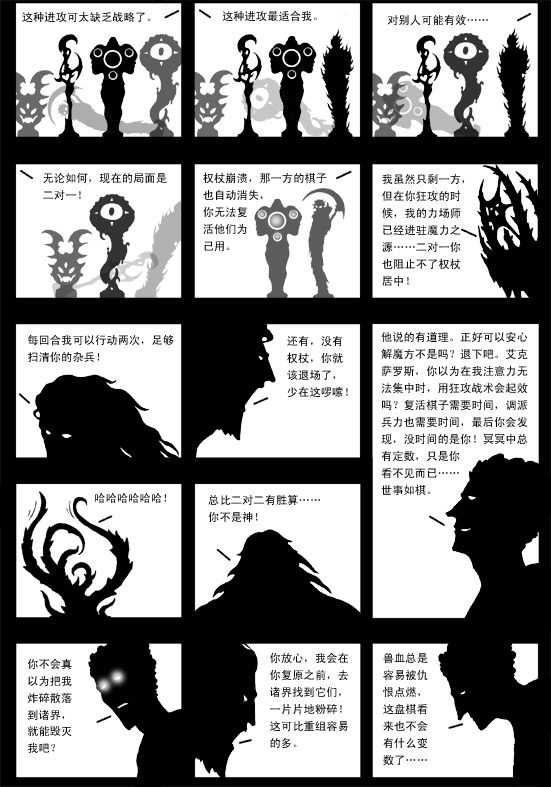 这种进攻可太缺乏战略了。
这种进攻最适合我。
对别人可能有效……
无论如何，现在的局面是
二对一！
权杖崩溃，那一方的棋子
也自动消失，
你无法复
活他们为
己用。
我虽然只剩一方，
但在你狂攻的时
候，我的力场师
已经进驻魔力之
源……二对一你
也阻止不了权杖
居中！
每回合我可以行动两次，足够
扫清你的杂兵！
还有，没有
权杖，你就
该退场了，
少在这啰嗦！
他说的有道理。正好可以安心
解魔方不是吗？退下吧。艾克
萨罗斯，你以为在我注意力无
法集中时，用狂攻战术会起效
吗？复活棋子需要时间，调派
兵力也需要时间，最后你会发
现，没时间的是你！冥冥中总
有定数，只是你
看不见而已……
世事如棋。
哈哈哈哈哈哈！
总比二对二有胜算……
你不是神！
你不会真
以为把我
炸碎散落
到诸界，
就能毁灭
我吧？
你放心，我会在
你复原之前，去
诸界找到它们，
一片片地粉碎！
这可比重组容易
的多。
兽血总是
容易被仇
恨点燃，
这盘棋看
来也不会
有什么变
数了……